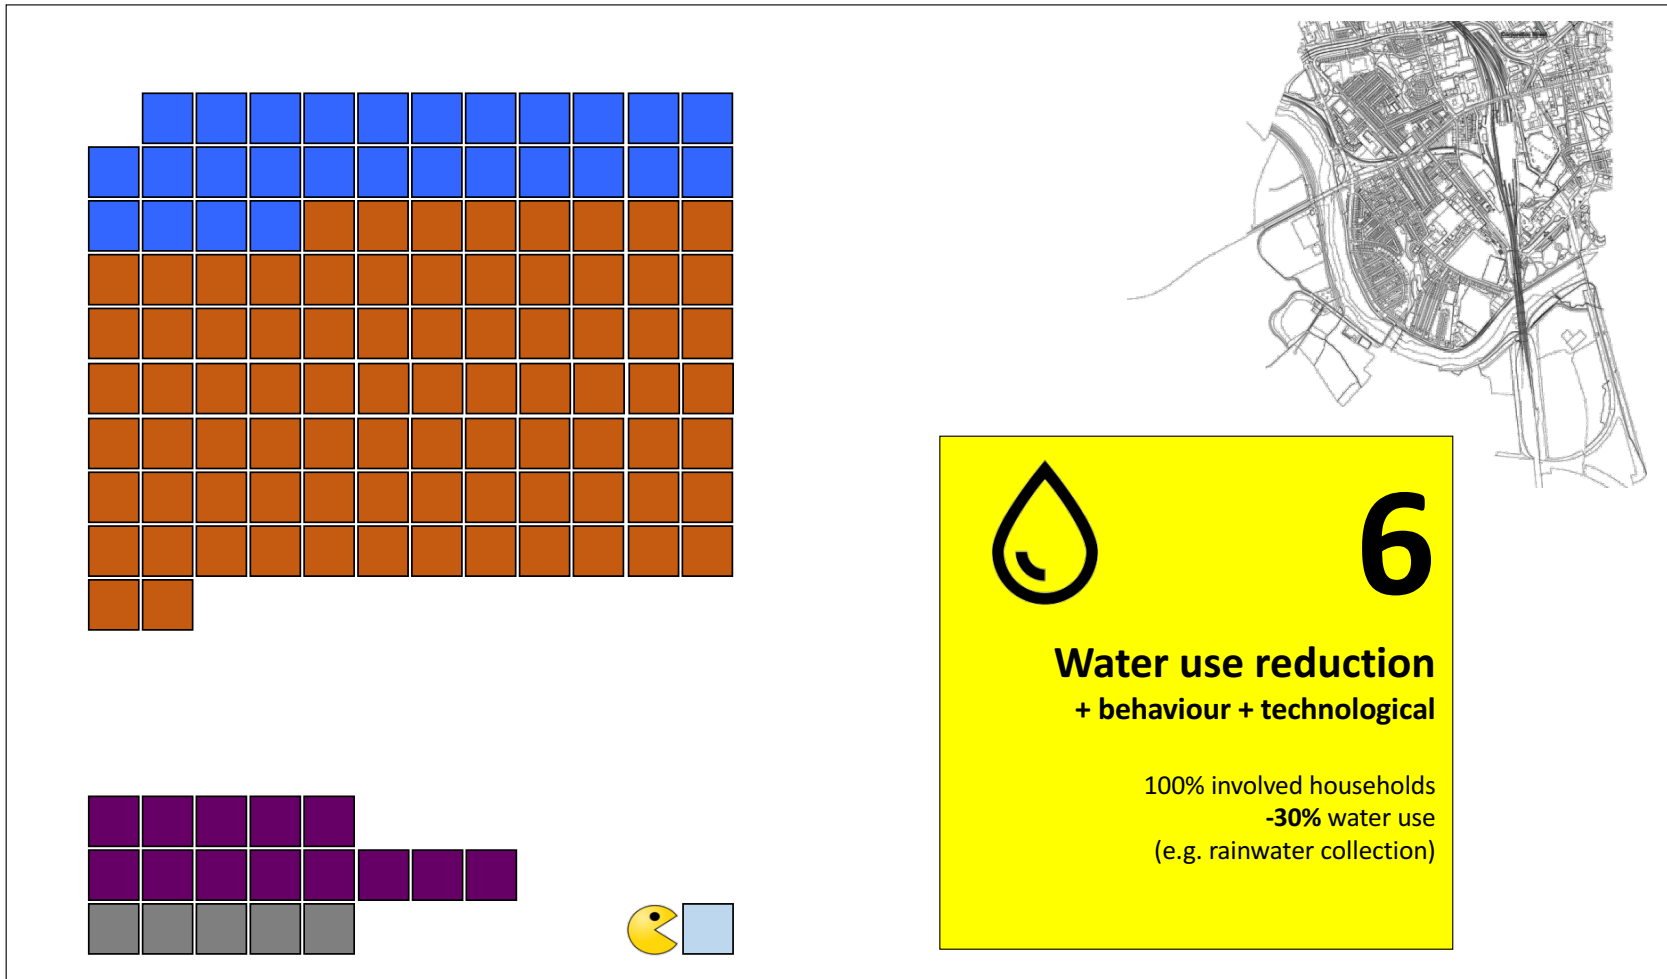 6
Water use reduction
+ behaviour + technological
100% involved households
-30% water use
(e.g. rainwater collection)